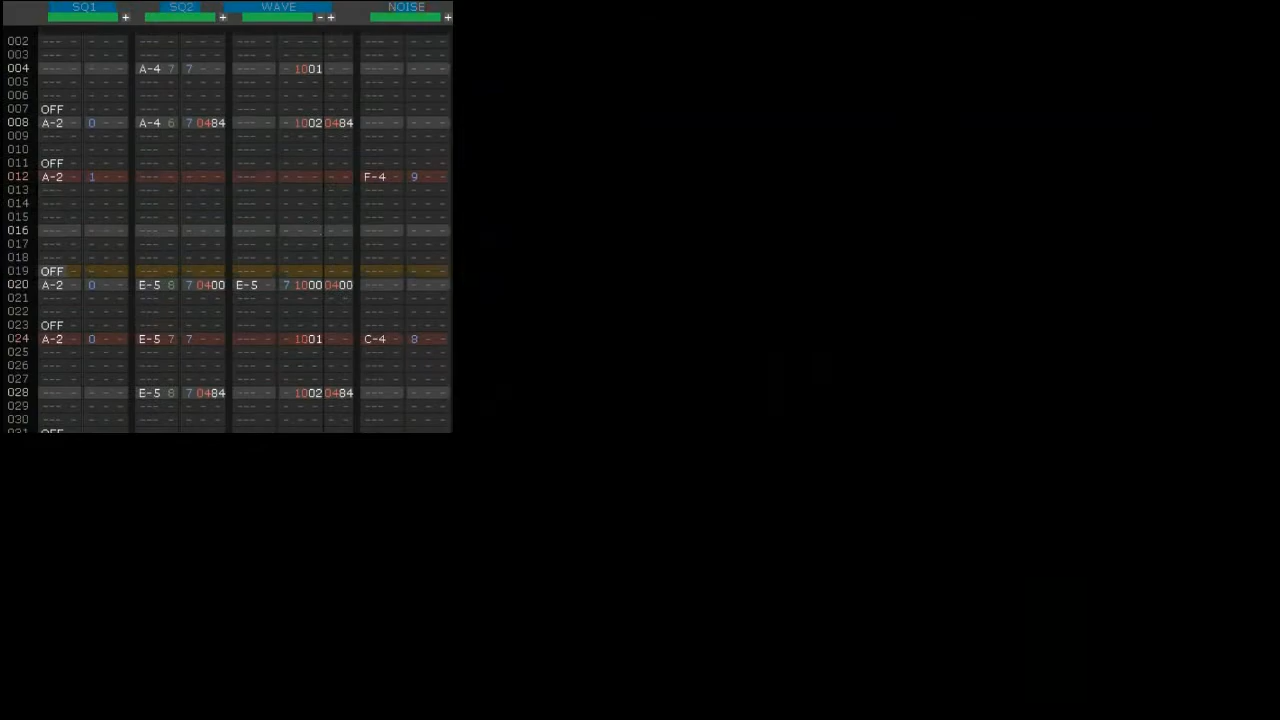 SQ1 SQ2 WAVE NOISE
+ + - + +
002 --- - - - - --- - - - - --- - - - - - - --- - - - -
003 --- - - - - --- - - - - --- - - - - - - --- - - - -
004 --- - - - - A-4 7 7 - - --- - - 1001 - - --- - - - -
005 --- - - - - --- - - - - --- - - - - - - --- - - - -
006 --- - - - - --- - - - - --- - - - - - - --- - - - -
007 OFF - - - - --- - - - - --- - - - - - - --- - - - -
008 A-2 - 0 - - A-4 6 7 0484 --- - - 1002 0484 --- - - - -
009 --- - - - - --- - - - - --- - - - - - - --- - - - -
010 --- - - - - --- - - - - --- - - - - - - --- - - - -
011 OFF - - - - --- - - - - --- - - - - - - --- - - - -
012 A-2 - 1 - - --- - - - - --- - - - - - - F-4 - 9 - -
013 --- - - - - --- - - - - --- - - - - - - --- - - - -
014 --- - - - - --- - - - - --- - - - - - - --- - - - -
015 --- - - - - --- - - - - --- - - - - - - --- - - - -
016 --- - - - - --- - - - - --- - - - - - - --- - - - -
017 --- - - - - --- - - - - --- - - - - - - --- - - - -
018 --- - - - - --- - - - - --- - - - - - - --- - - - -
019 OFF - - - - --- - - - - --- - - - - - - --- - - - -
020 A-2 - 0 - - E-5 8 7 0400 E-5 - 7 1000 0400 --- - - - -
021 --- - - - - --- - - - - --- - - - - - - --- - - - -
022 --- - - - - --- - - - - --- - - - - - - --- - - - -
023 OFF - - - - --- - - - - --- - - - - - - --- - - - -
024 A-2 - 0 - - E-5 7 7 - - --- - - 1001 - - C-4 - 8 - -
025 --- - - - - --- - - - - --- - - - - - - --- - - - -
026 --- - - - - --- - - - - --- - - - - - - --- - - - -
027 --- - - - - --- - - - - --- - - - - - - --- - - - -
028 --- - - - - E-5 8 7 0484 --- - - 1002 0484 --- - - - -
029 --- - - - - --- - - - - --- - - - - - - --- - - - -
030 --- - - - - --- - - - - --- - - - - - - --- - - - -
031 OFF